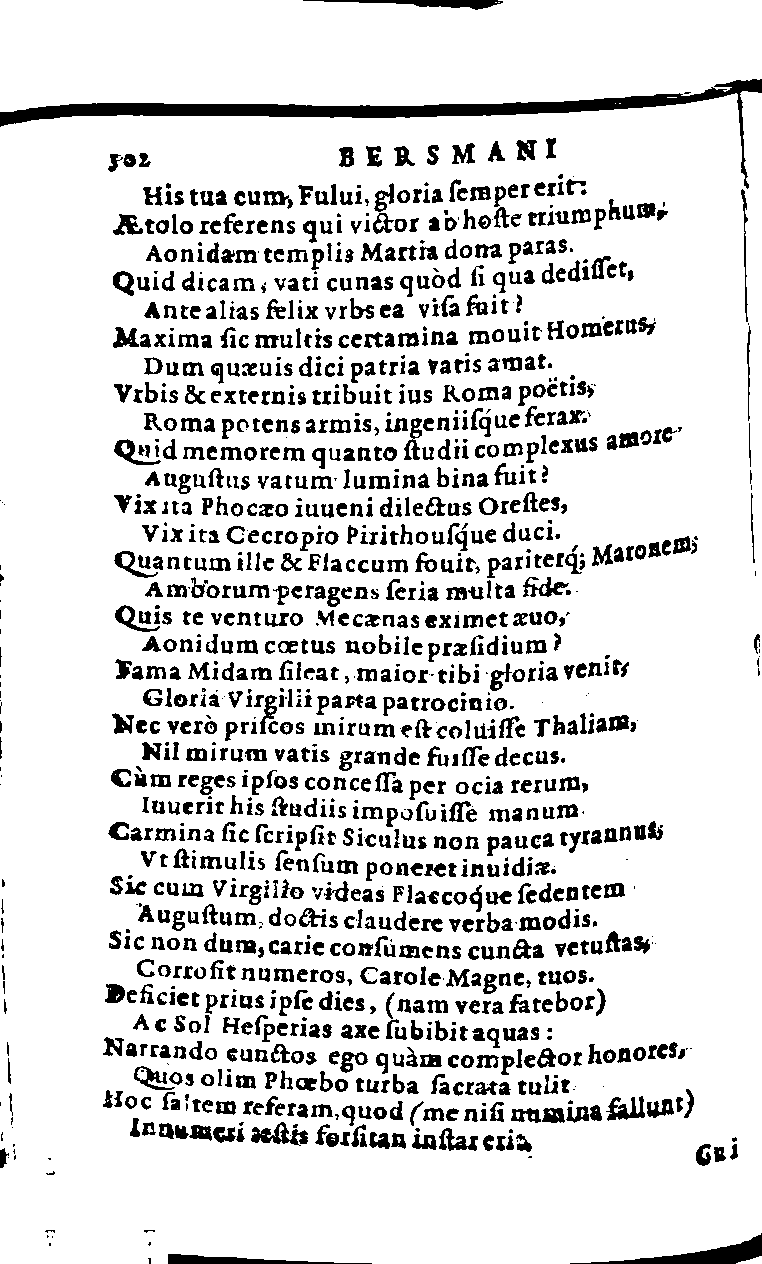 302 BERSMANI
His tua cum, Fului, gloria ſemper erit:
Ætolo referens qui victor ab hoſte triumphum,
Aonidæm templis Martia dona paras.
Quid dicam, vati cunas quòd ſi qua dediſſet,
Ante alias felix vrbs ea viſa fuit?
Maxima ſic multis certamina mouit Homerus,
Dum quæuis dici patria vatis amat.
Vrbis & externis tribuit ius Roma poëtis,
Roma potens armis, ingeniiſq́ue ferax.
Quid memorem quanto ſtudii complexus amore
Auguſtus vatum lumina bina fuit?
Vix ita Phocæo iuueni dilectus Oreſtes,
Vix ita Cecropio Pirithouſq́ue duci.
Quantum ille & Flaccum fouit, pariterq́; Maronem;
Amborum peragens ſeria multa fide.
Quis te venturo Mecænas eximet æuo,
Aonidum cœtus nobile præſidium?
Fama Midam ſileat, maior tibi gloria venit,
Gloria Virgilii parta patrocinio.
Nec verò priſcos mirum eſt coluiſſe Thaliam,
Nil mirum vatis grande fuiſſe decus.
Cùm reges ipſos conceſſa per ocia rerum,
Iuuerit his ſtudiis impoſuiſſe manum.
Carmina ſic ſcripſit Siculus non pauca tyrannus,
Vt ſtimulis ſenſum poneret inuidiæ.
Sic cum Virgilio videas Flaccoq́ue ſedentem
Auguſtum, doctis claudere verba modis.
Sic non dum, carie conſumens cuncta vetuſtas,
Corroſit numeros, Carole Magne, tuos.
Deficiet prius ipſe dies, (nam vera fatebor)
Ac Sol Heſperias axe ſubibit aquas:
Narrando cunctos ego quàm complector honores,
Quos olim Phœbo turba ſacrata tulit.
Hoc ſaltem referam, quod (me niſi numina fallunt)
Innumeri æſtis forſitan inſtar erit,
Gui